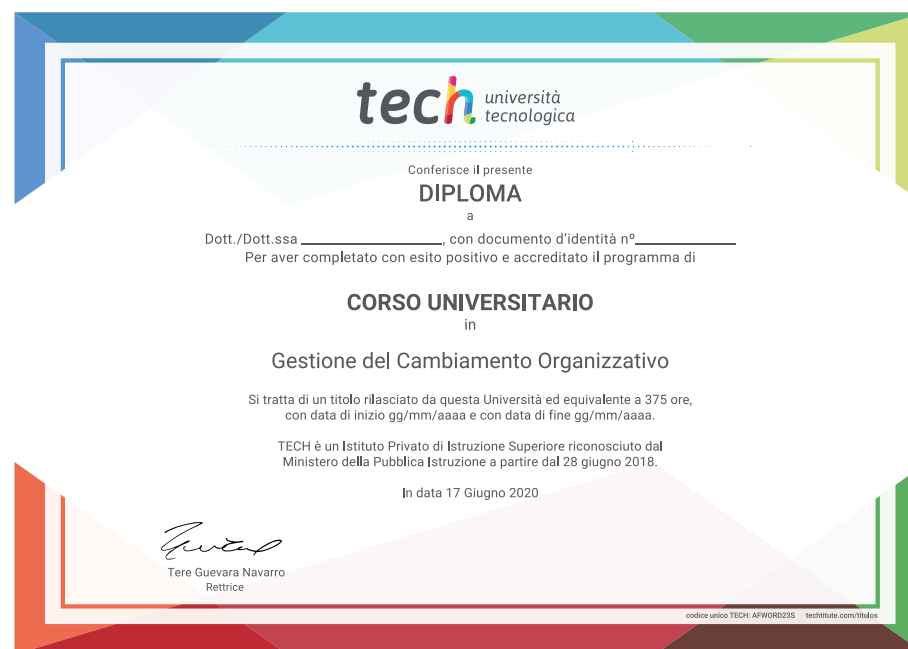 tech università
tecnologica
Conferisce il presente
DIPLOMA
a
Dott./Dott.ssa ____________________, con documento d'identità nº______________
Per aver completato con esito positivo e accreditato il programma di
CORSO UNIVERSITARIO
in
Gestione del Cambiamento Organizzativo
Si tratta di un titolo rilasciato da questa Università ed equivalente a 375 ore,
con data di inizio gg/mm/aaaa e con data di fine gg/mm/aaaa.
TECH è un Istituto Privato di Istruzione Superiore riconosciuto dal
Ministero della Pubblica Istruzione a partire dal 28 giugno 2018.
In data 17 Giugno 2020
Tere Guevara Navarro
Rettrice
codice unico TECH: AFWORD23S techtitute.com/titulos